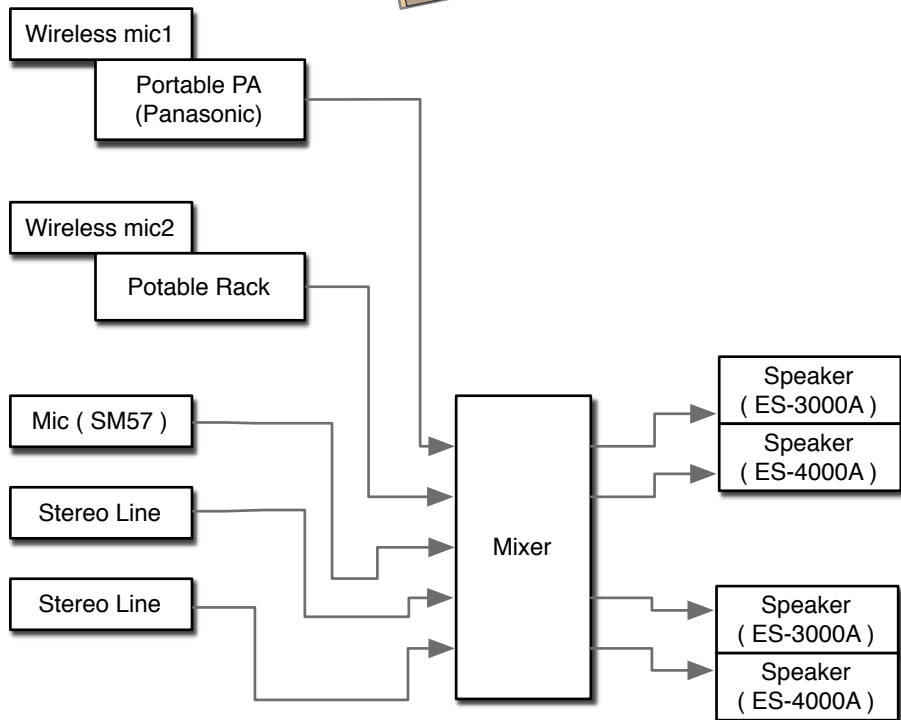 Wireless mic1
Portable PA
(Panasonic)
Wireless mic2
Potable Rack
Mic ( SM57 )
Stereo Line
Stereo Line
Mixer
Speaker
( ES-3000A )
Speaker
( ES-4000A )
Speaker
( ES-3000A )
Speaker
( ES-4000A )